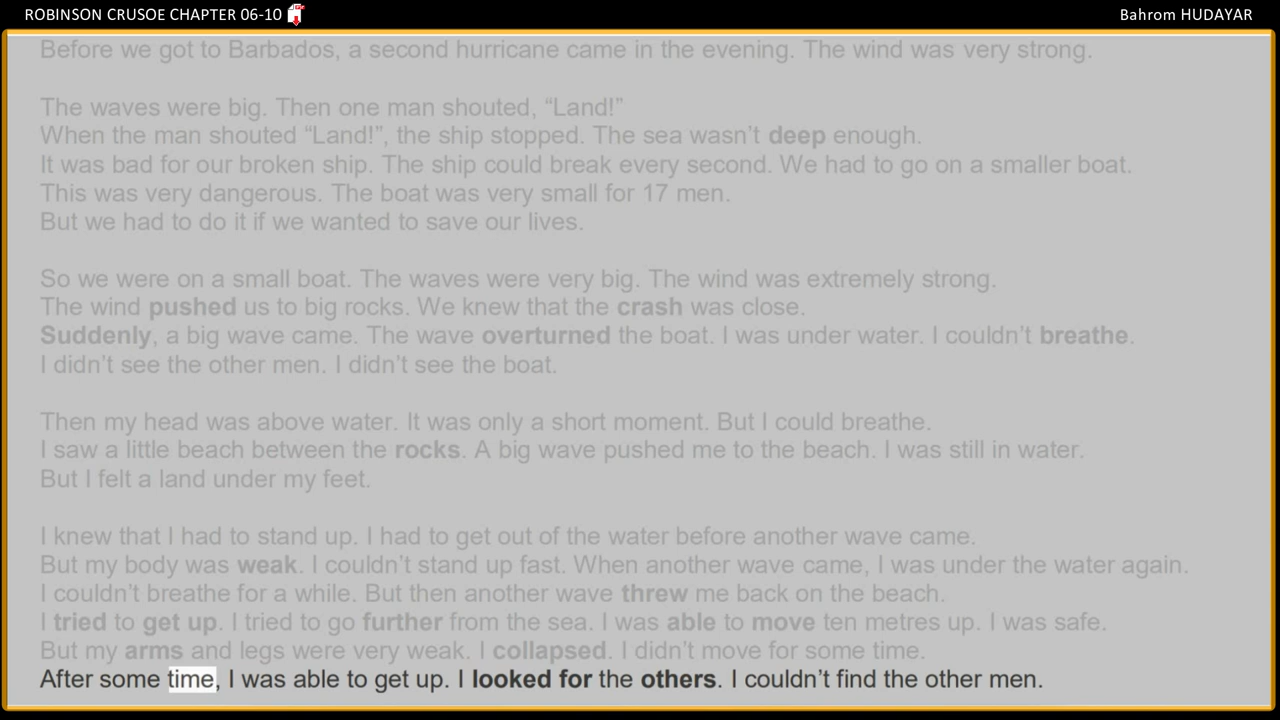 ROBINSON CRUSOE CHAPTER 06-10
Bahrom HUDAYAR
Before we got to Barbados, a second hurricane came in the evening. The wind was very strong.
The waves were big. Then one man shouted, “Land!”
When the man shouted “Land!”, the ship stopped. The sea wasn’t deep enough.
It was bad for our broken ship. The ship could break every second. We had to go on a smaller boat.
This was very dangerous. The boat was very small for 17 men.
But we had to do it if we wanted to save our lives.
So we were on a small boat. The waves were very big. The wind was extremely strong.
The wind pushed us to big rocks. We knew that the crash was close.
Suddenly, a big wave came. The wave overturned the boat. I was under water. I couldn’t breathe.
I didn’t see the other men. I didn’t see the boat.
Then my head was above water. It was only a short moment. But I could breathe.
I saw a little beach between the rocks. A big wave pushed me to the beach. I was still in water.
But I felt a land under my feet.
I knew that I had to stand up. I had to get out of the water before another wave came.
But my body was weak. I couldn’t stand up fast. When another wave came, I was under the water again.
I couldn’t breathe for a while. But then another wave threw me back on the beach.
I tried to get up. I tried to go further from the sea. I was able to move ten metres up. I was safe.
But my arms and legs were very weak. I collapsed. I didn’t move for some time.
After some time, I was able to get up. I looked for the others. I couldn’t find the other men.